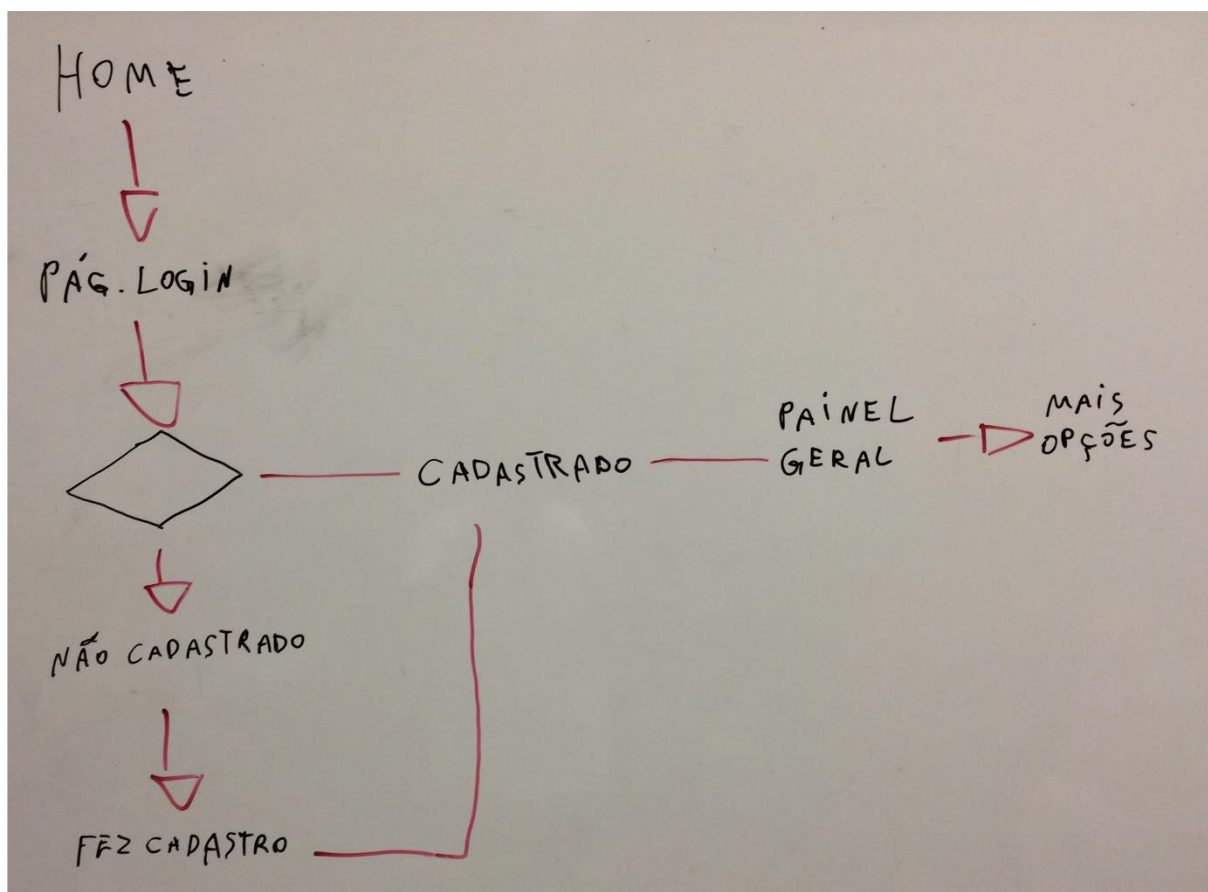 HOME
PÁG. LOGIN
CADASTRADO
PAINEL
GERAL
MAIS
OPÇÕES
NÃO CADASTRADO
FEZ CADASTRO